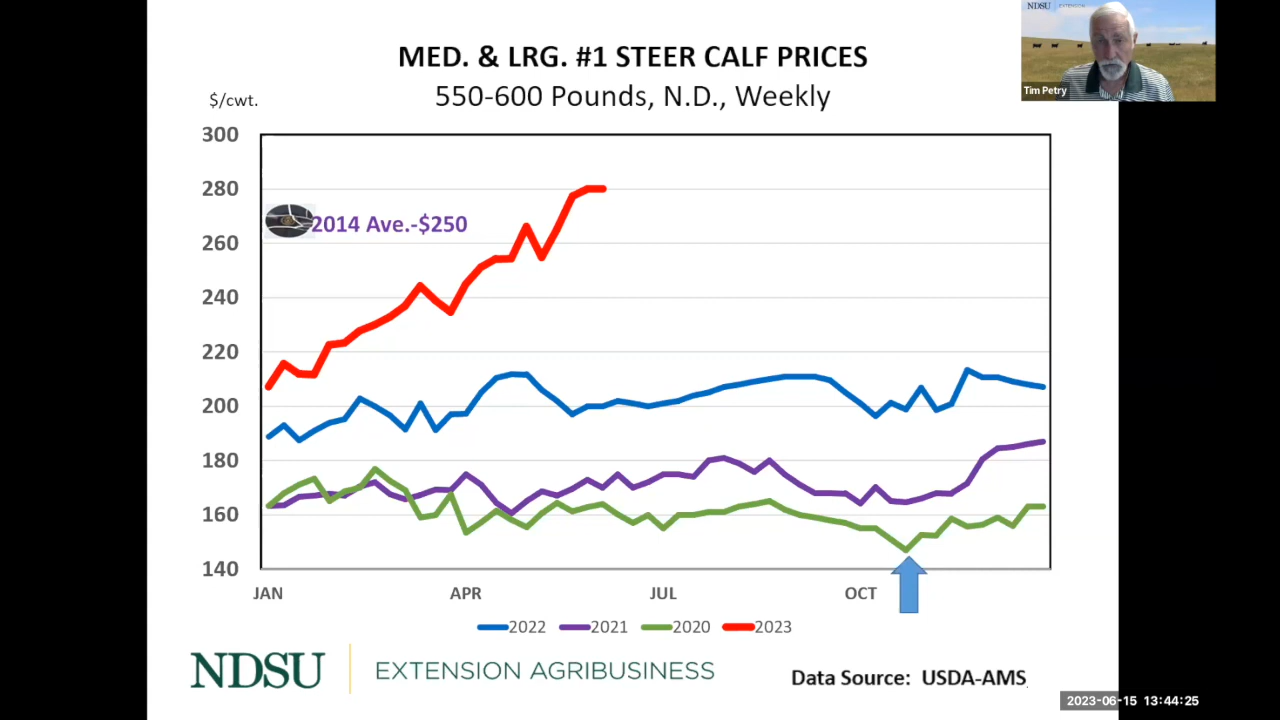 NDSU EXTENSION
Tim Petry
MED. & LRG. #1 STEER CALF PRICES
550-600 Pounds, N.D., Weekly
$/cwt.
300
280
260
240
220
200
180
160
140
2014 Ave.-$250
JAN APR JUL OCT
2022 2021 2020 2023
NDSU EXTENSION AGRIBUSINESS
Data Source: USDA-AMS
2023-06-15 13:44:25